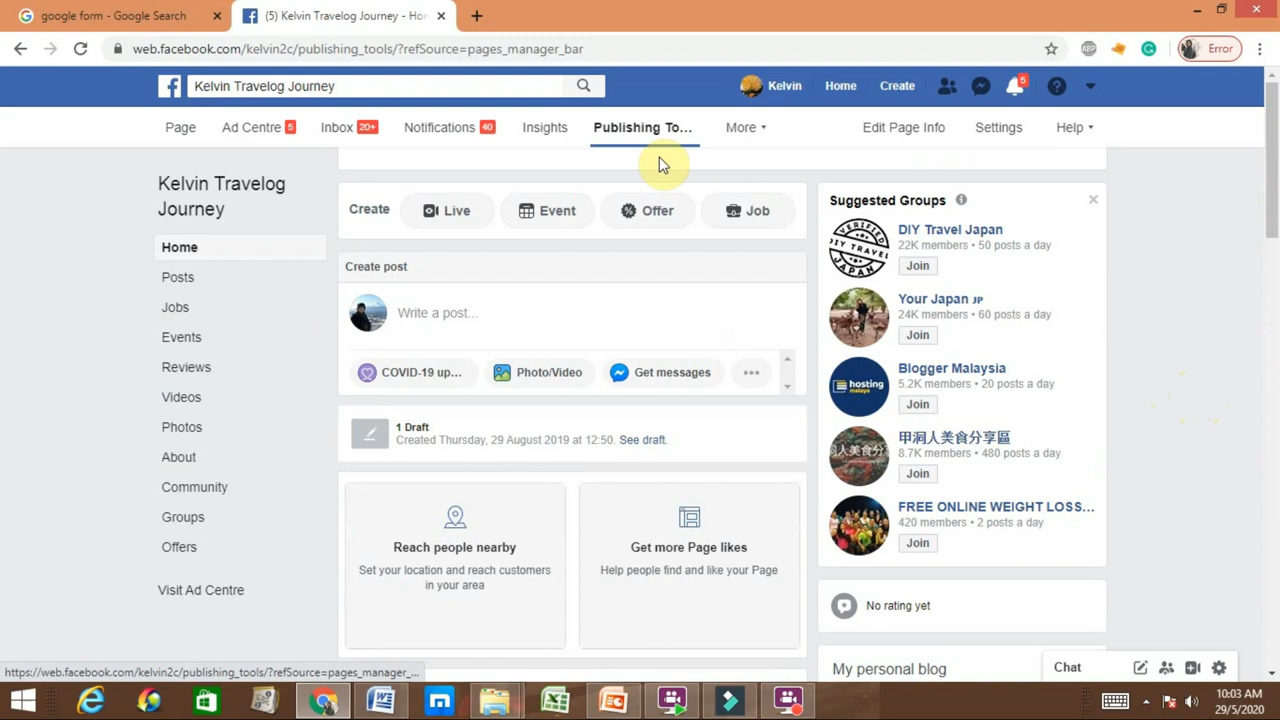 google form - Google Search
(5) Kelvin Travelog Journey - Hor
web.facebook.com/kelvin2c/publishing_tools/?refSource=pages_manager_bar
ABP
Error
Kelvin Travelog Journey
Kelvin
Home
Create
5
Page
Ad Centre 5
Inbox 20+
Notifications 40
Insights
Publishing To...
More
Edit Page Info
Settings
Help
Kelvin Travelog
Journey
Home
Posts
Jobs
Events
Reviews
Videos
Photos
About
Community
Groups
Offers
Visit Ad Centre
Create
Live
Event
Offer
Job
Create post
Write a post...
COVID-19 up...
Photo/Video
Get messages
1 Draft
Created Thursday, 29 August 2019 at 12:50. See draft.
Reach people nearby
Set your location and reach customers
in your area
Get more Page likes
Help people find and like your Page
Suggested Groups
VERIFIED
DIY TRAVEL
JAPAN
DIY Travel Japan
22K members • 50 posts a day
Join
Your Japan JP
24K members • 60 posts a day
Join
hosting
Blogger Malaysia
5.2K members • 20 posts a day
Join
甲洞人美食分享區
8.7K members • 480 posts a day
Join
FREE ONLINE WEIGHT LOSS...
420 members • 2 posts a day
Join
No rating yet
My personal blog
Chat
https://web.facebook.com/kelvin2c/publishing_tools/?refSource=pages_manager_...
10:03 AM
29/5/2020